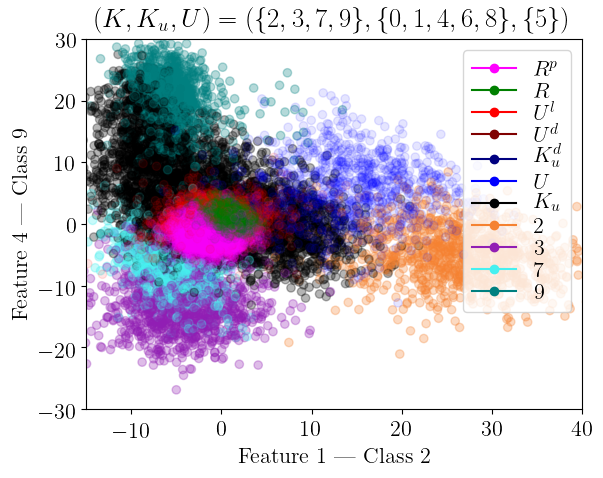 (K, K_u, U) = ({2, 3, 7, 9}, {0, 1, 4, 6, 8}, {5})
30
20
10
0
−10
−20
−30
Feature 4 — Class 9
R^p
R
U^l
U^d
K_u^d
U
K_u
2
3
7
9
−10
0
10
20
30
40
Feature 1 — Class 2